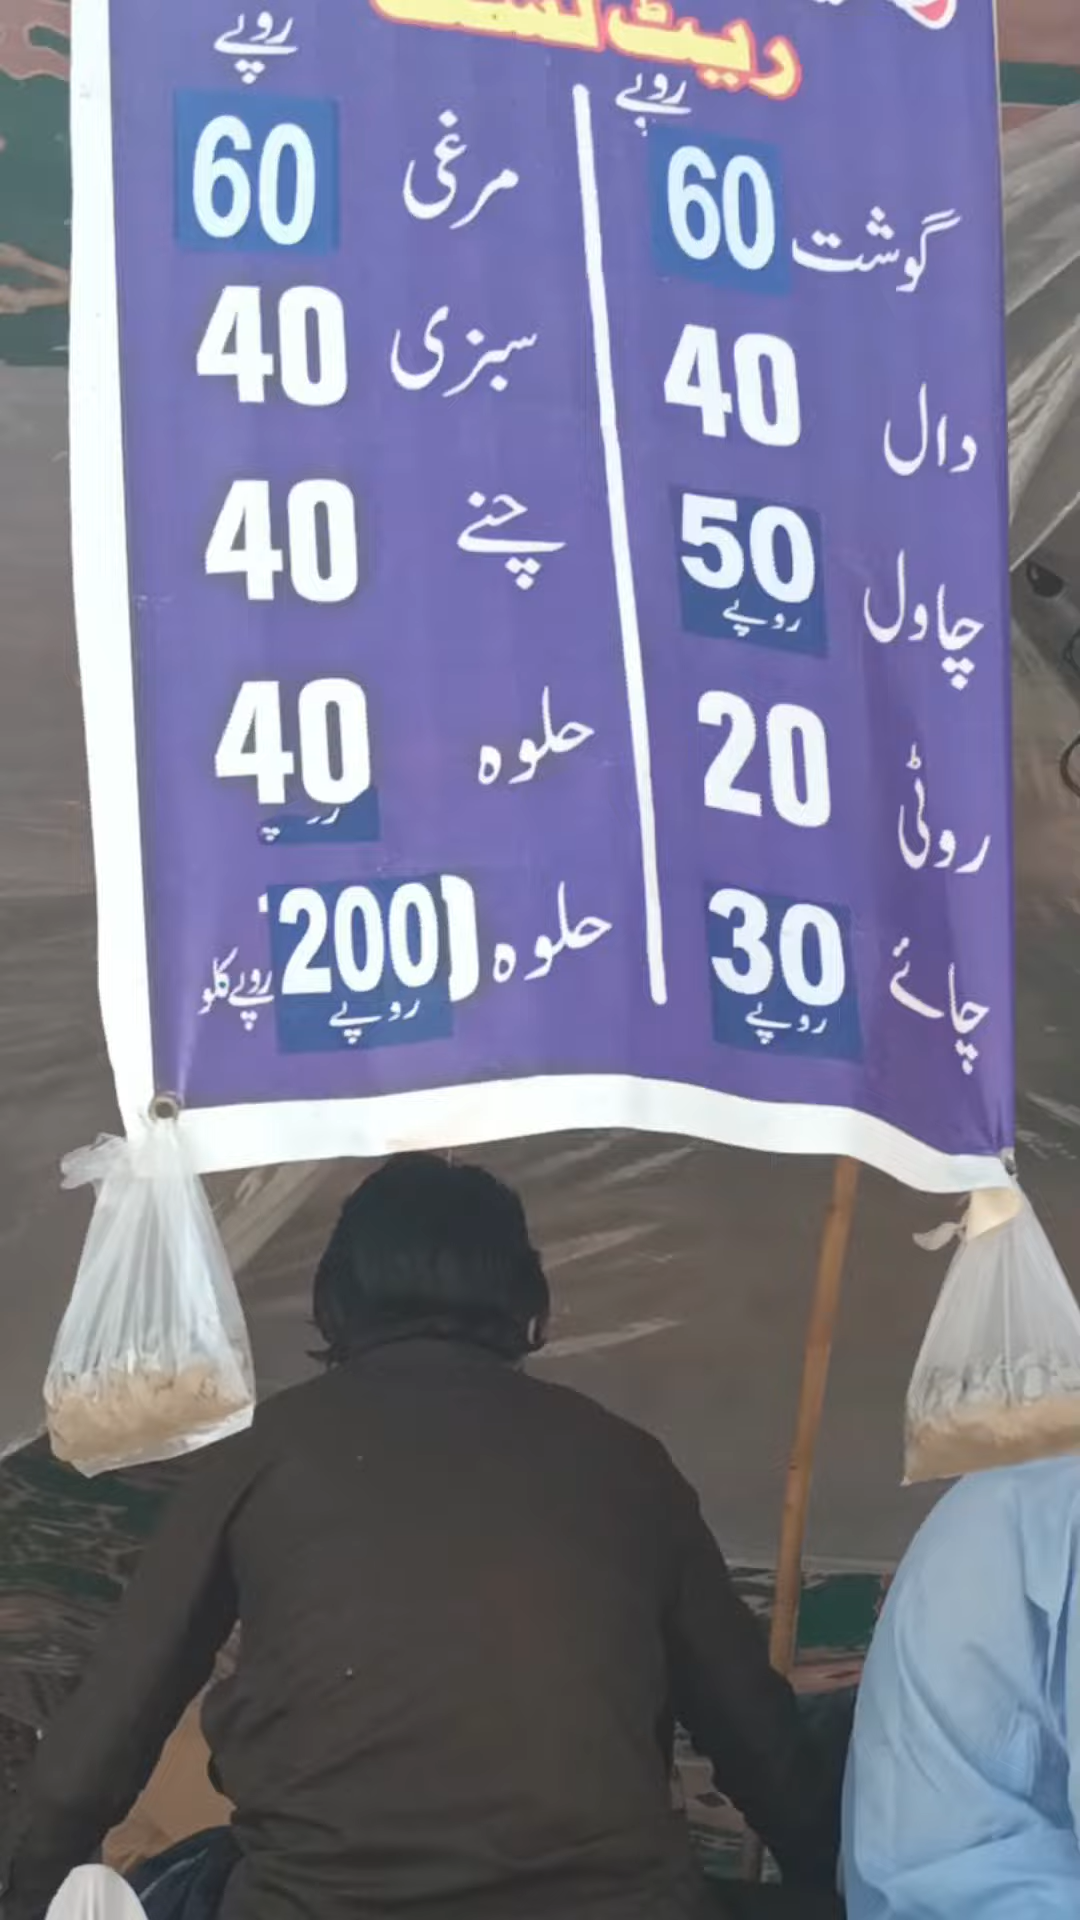 ریٹ لسٹ
روپے
گوشت 60
دال 40
چاول 50 روپے
روٹی 20
چائے 30 روپے
روپے
مرغی 60
سبزی 40
چنے 40
حلوہ 40
حلوہ 200 روپے روپے کلو